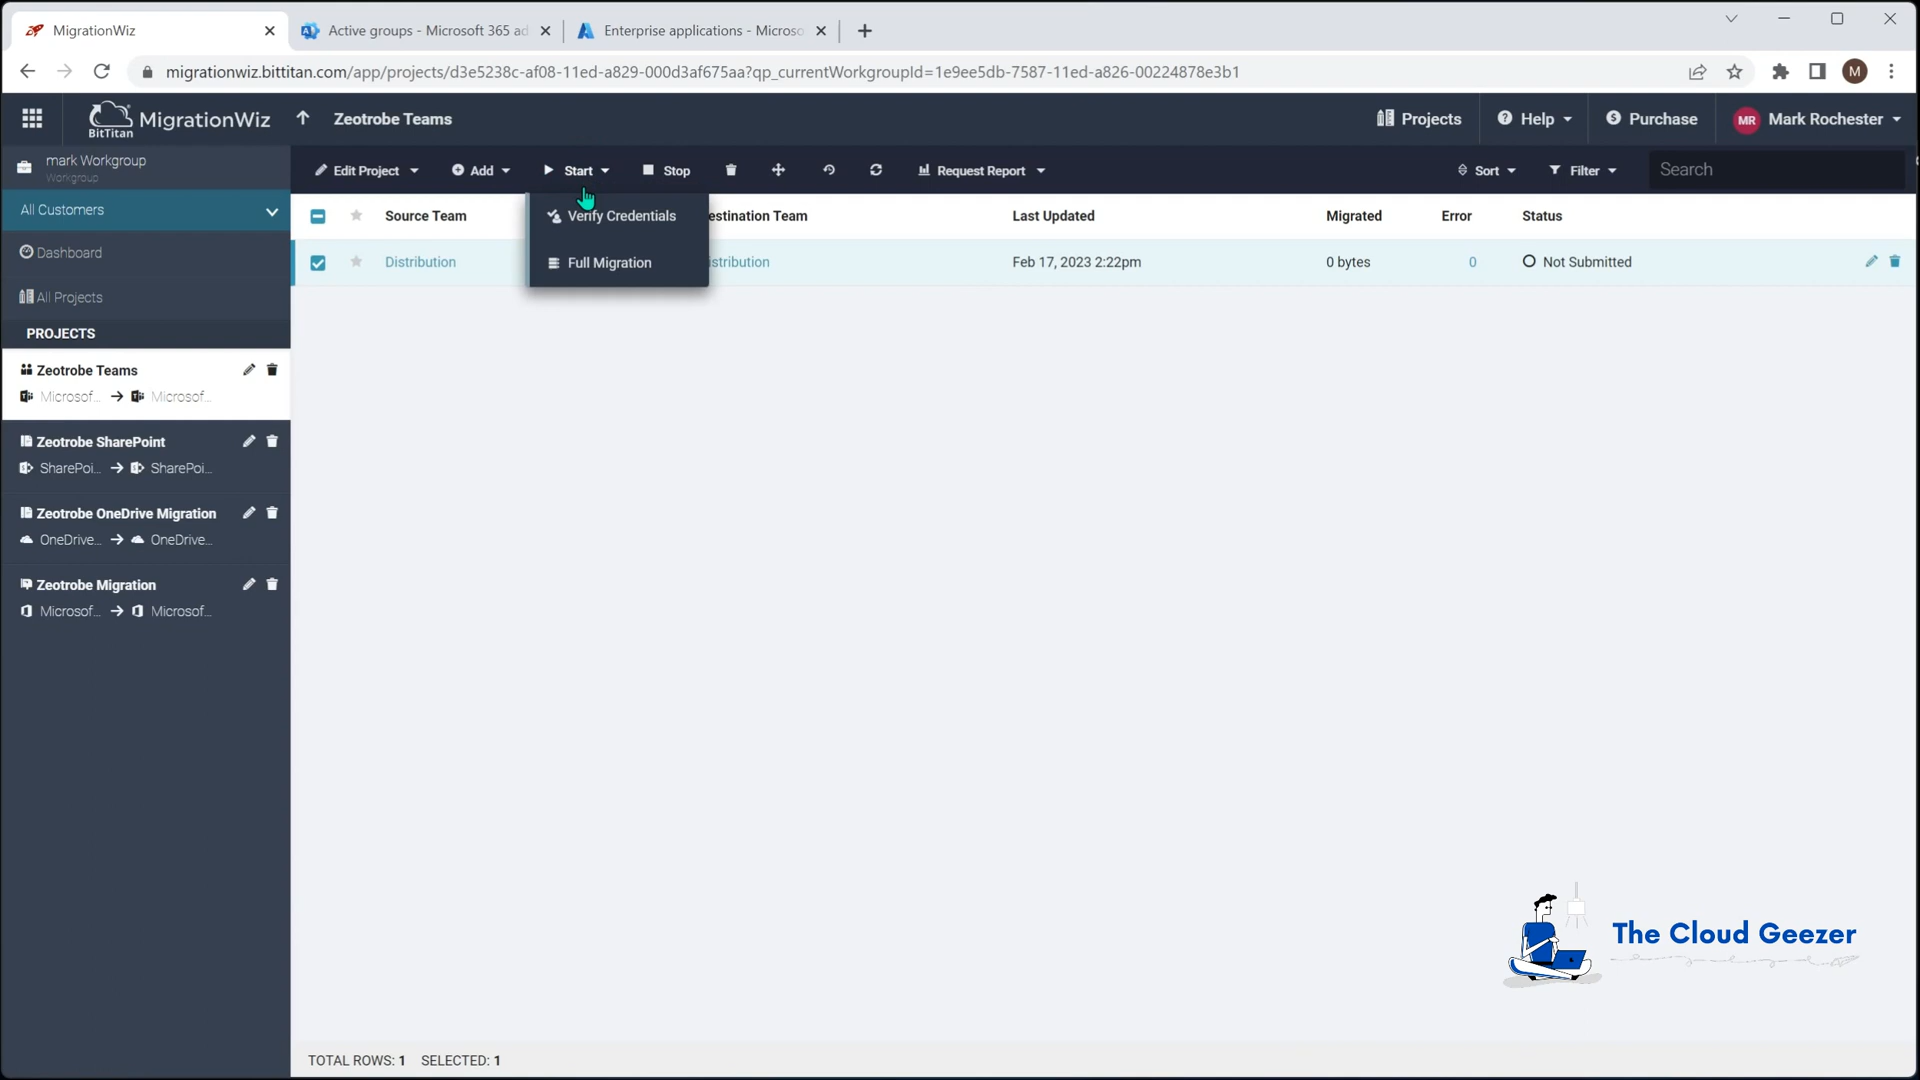 MigrationWiz
Active groups - Microsoft 365 ad
Enterprise applications - Microso
migrationwiz.bittitan.com/app/projects/d3e5238c-af08-11ed-a829-000d3af675aa?qp_currentWorkgroupId=1e9ee5db-7587-11ed-a826-00224878e3b1
M
BitTitan MigrationWiz
Zeotrobe Teams
Projects
Help
Purchase
MR
Mark Rochester
mark Workgroup
Workgroup
Edit Project
Add
Start
Stop
Request Report
Sort
Filter
Search
All Customers
Dashboard
All Projects
PROJECTS
Zeotrobe Teams
Microsof... Microsof...
Zeotrobe SharePoint
SharePoi... SharePoi...
Zeotrobe OneDrive Migration
OneDrive... OneDrive...
Zeotrobe Migration
Microsof... Microsof...
Verify Credentials
Full Migration
Source Team estination Team Last Updated Migrated Error Status
Distribution istribution Feb 17, 2023 2:22pm 0 bytes 0 Not Submitted
The Cloud Geezer
TOTAL ROWS: 1 SELECTED: 1